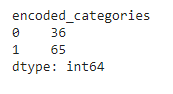 encoded_categories
0    36
1    65
dtype: int64